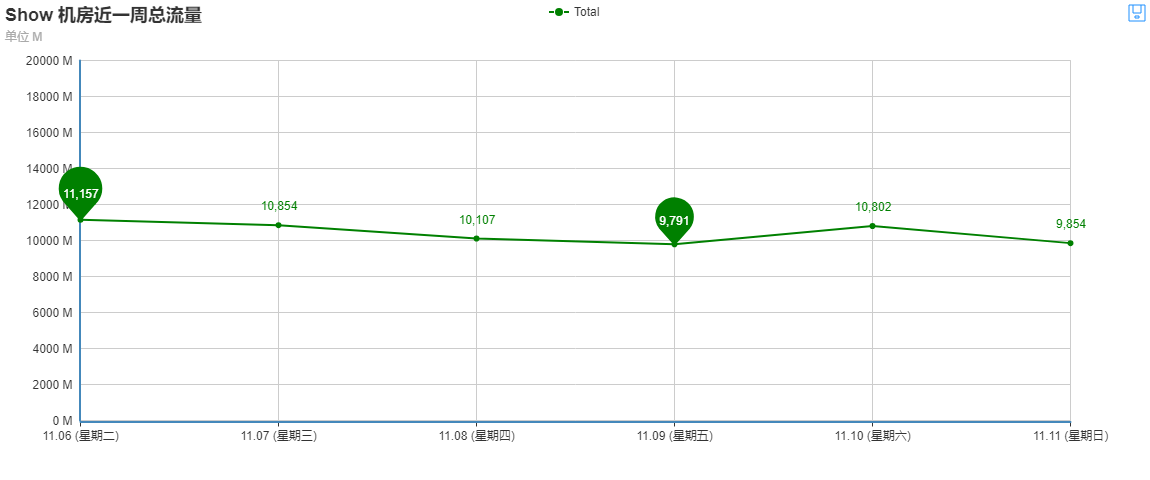 Show 机房近一周总流量
单位 M
Total
20000 M
18000 M
16000 M
14000 M
12000 M
10000 M
8000 M
6000 M
4000 M
2000 M
0 M
11,157
10,854
10,107
9,791
10,802
9,854
11.06 (星期二)
11.07 (星期三)
11.08 (星期四)
11.09 (星期五)
11.10 (星期六)
11.11 (星期日)